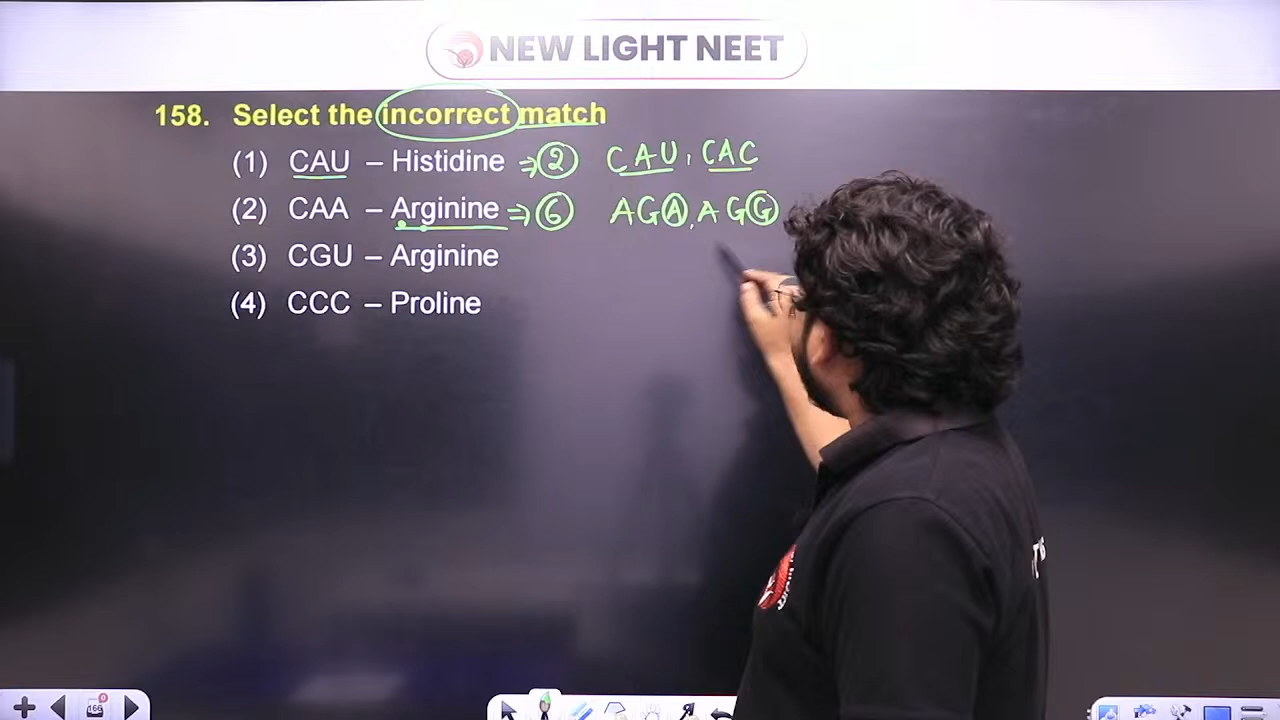 NEW LIGHT NEET
158. Select the incorrect match
(1) CAU – Histidine ⇒ 2 CAU, CAC
(2) CAA – Arginine ⇒ 6 AGA, AGG
(3) CGU – Arginine
(4) CCC – Proline
166